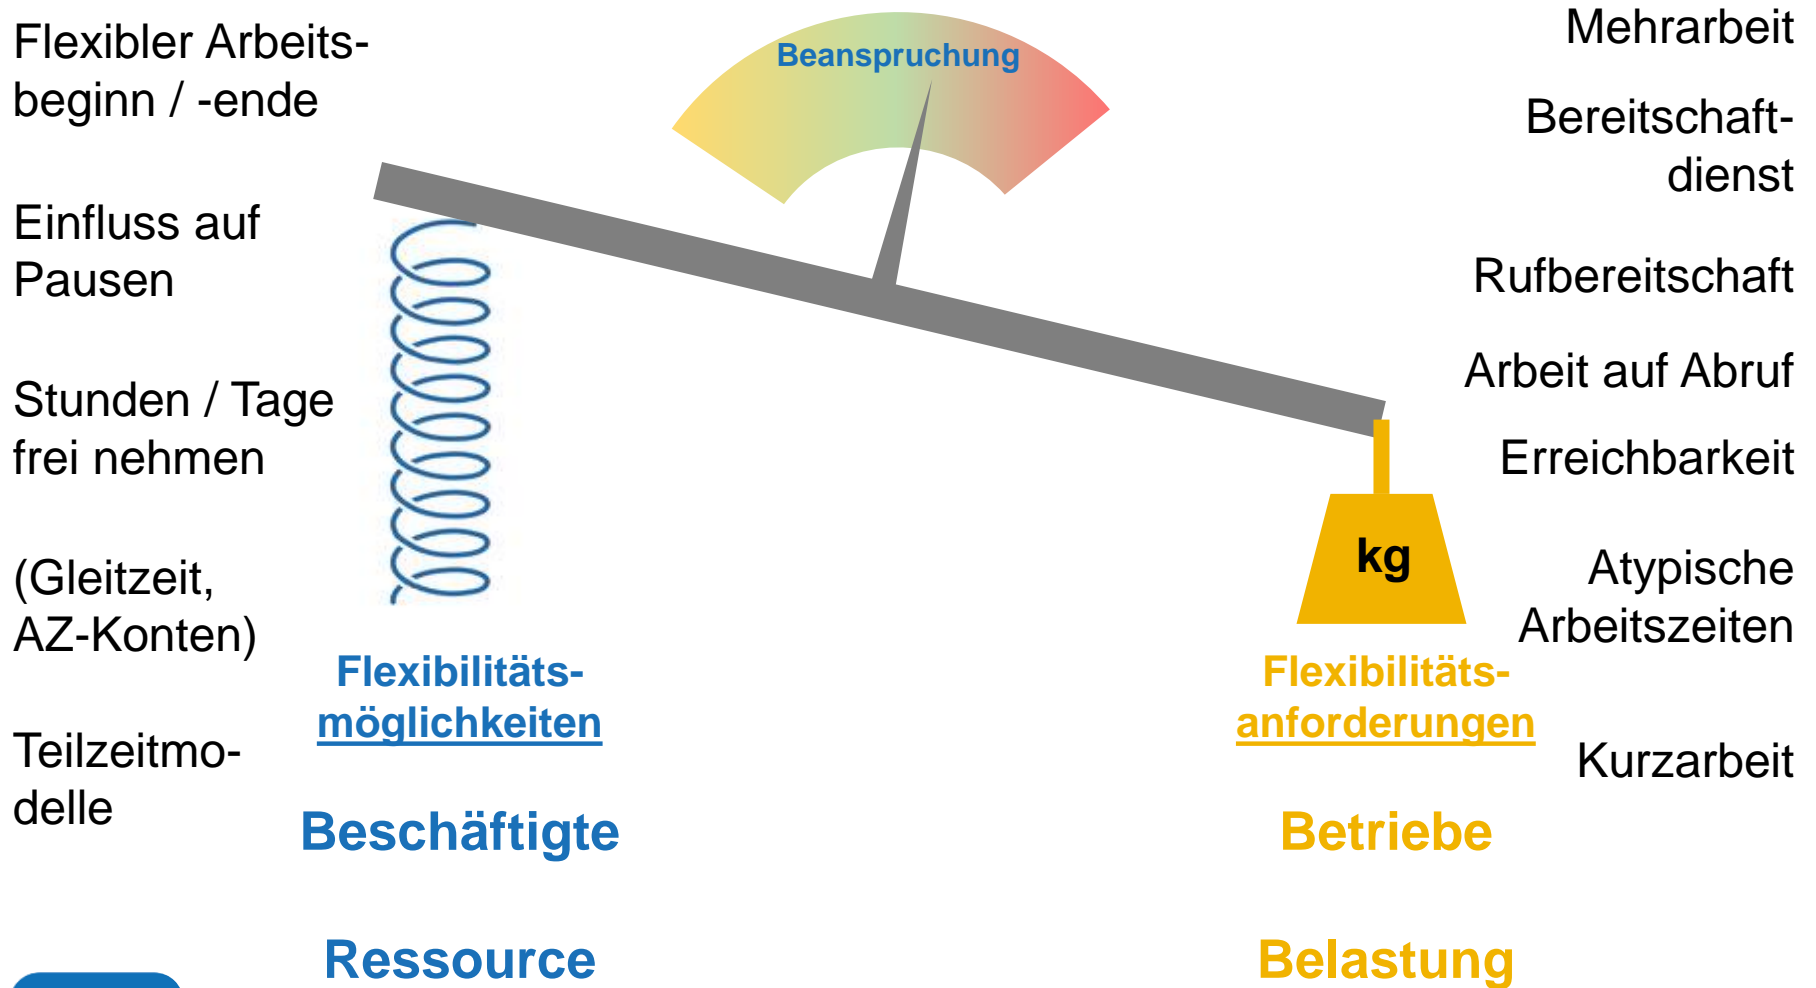 Flexibler Arbeits-
beginn / -ende
Einfluss auf
Pausen
Stunden / Tage
frei nehmen
(Gleitzeit,
AZ-Konten)
Teilzeitmo-
delle
Beanspruchung
Flexibilitäts-
möglichkeiten
Beschäftigte
Ressource
kg
Flexibilitäts-
anforderungen
Betriebe
Belastung
Mehrarbeit
Bereitschaft-
dienst
Rufbereitschaft
Arbeit auf Abruf
Erreichbarkeit
Atypische
Arbeitszeiten
Kurzarbeit